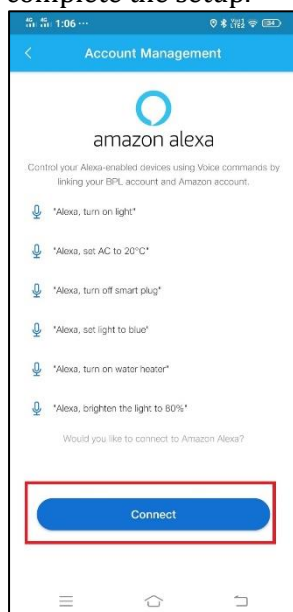 complete the setup.
4G 4G 1:06 ···
Account Management
amazon alexa
Control your Alexa-enabled devices using Voice commands by
linking your BPL account and Amazon account.
"Alexa, turn on light"
"Alexa, set AC to 20°C"
"Alexa, turn off smart plug"
"Alexa, set light to blue"
"Alexa, turn on water heater"
"Alexa, brighten the light to 80%"
Would you like to connect to Amazon Alexa?
Connect